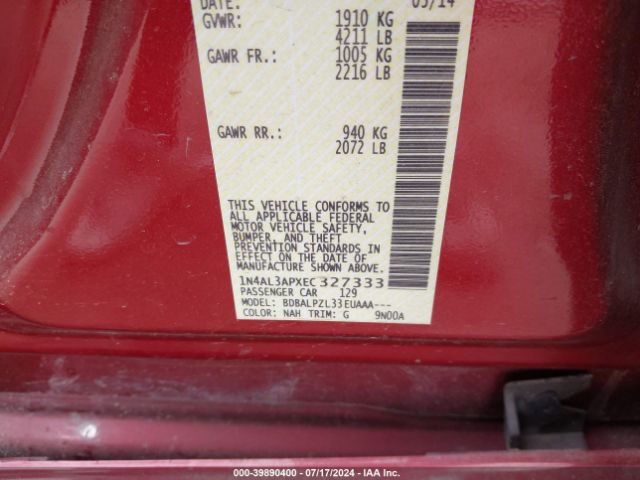 DATE: 05/14
GVWR: 1910 KG
4211 LB
GAWR FR.: 1005 KG
2216 LB
GAWR RR.: 940 KG
2072 LB
THIS VEHICLE CONFORMS TO
ALL APPLICABLE FEDERAL
MOTOR VEHICLE SAFETY,
BUMPER, AND THEFT
PREVENTION STANDARDS IN
EFFECT ON THE DATE OF
MANUFACTURE SHOWN ABOVE.
1N4AL3APXEC327333
PASSENGER CAR 129
MODEL: BDBALPZL33EUAAA---
COLOR: NAH TRIM: G 9N00A
000-39890400 - 07/17/2024 - IAA Inc.